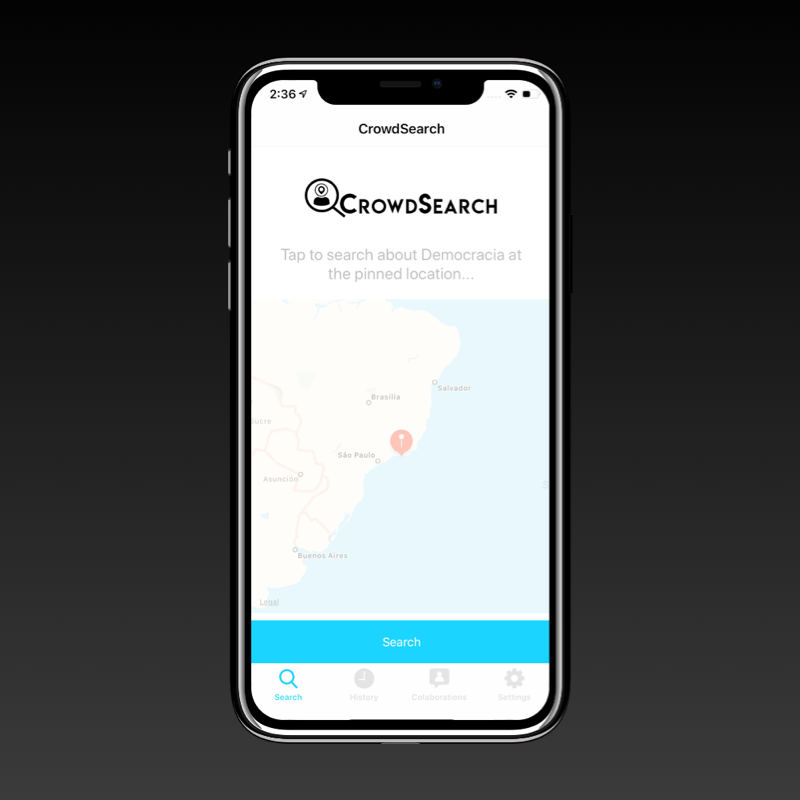 2:36
CrowdSearch
CROWDSEARCH
Tap to search about Democracia at
the pinned location...
Salvador
Brasília
São Paulo
Asunción
Buenos Aires
Legal
Search
Search
History
Colaborations
Settings